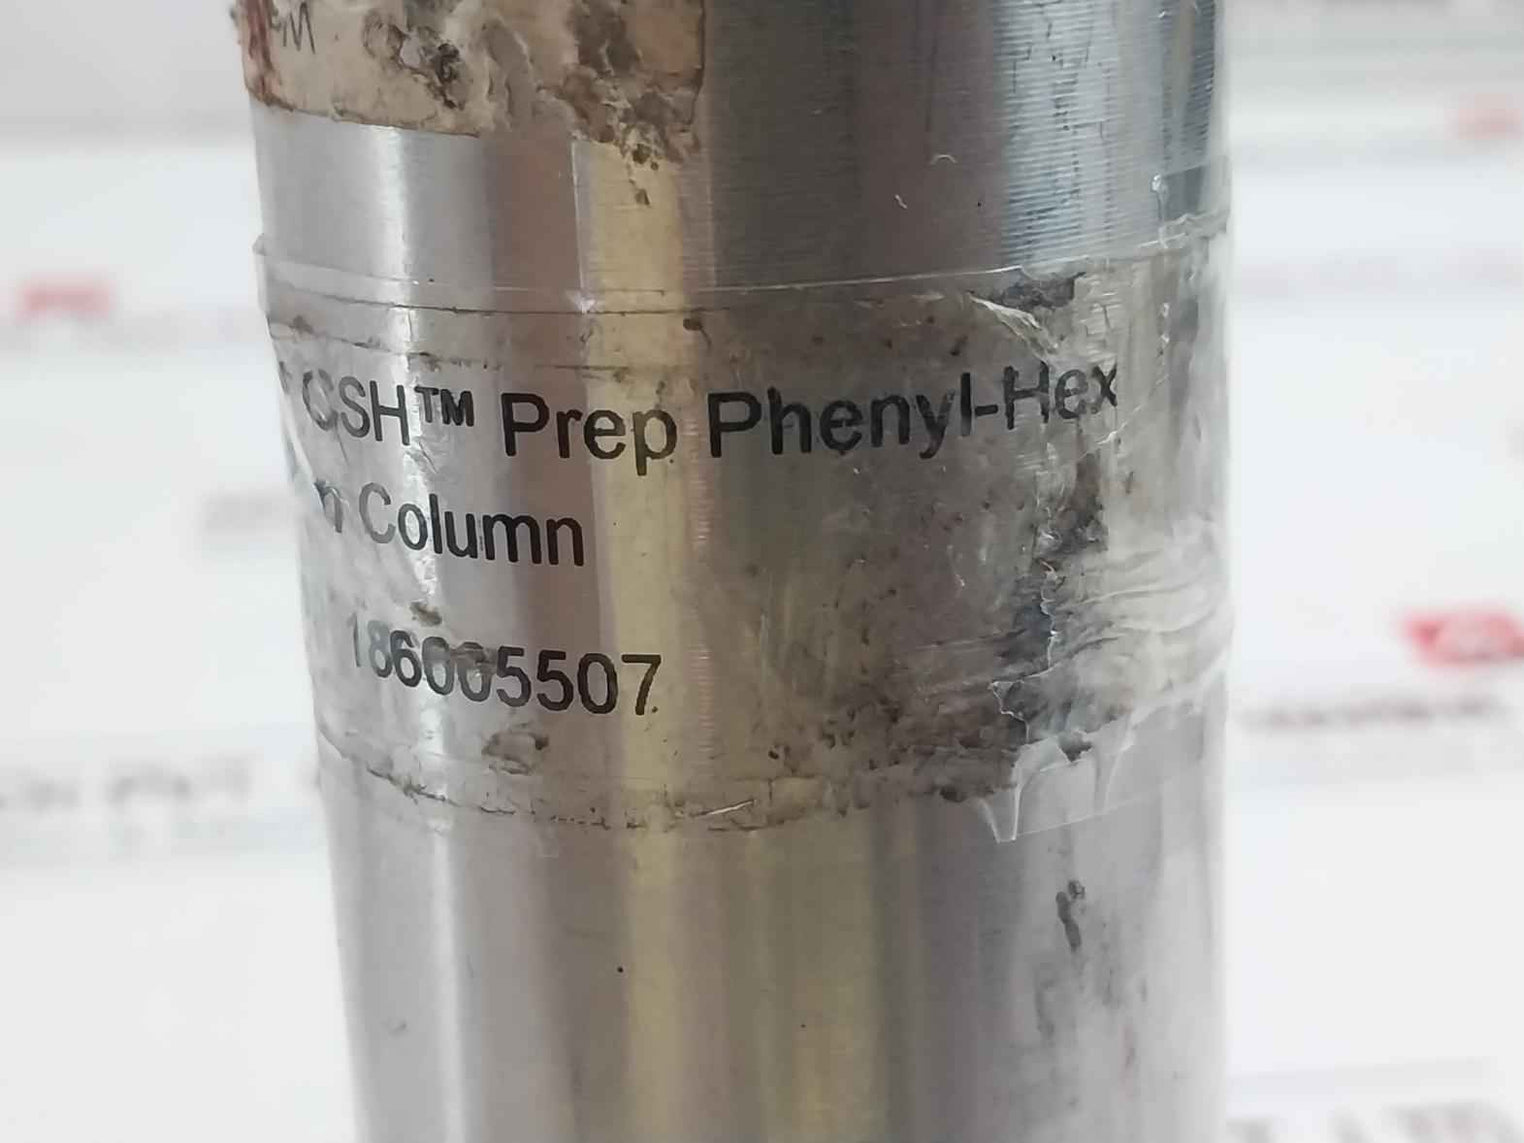 CSH™ Prep Phenyl-Hex
Column
186005507